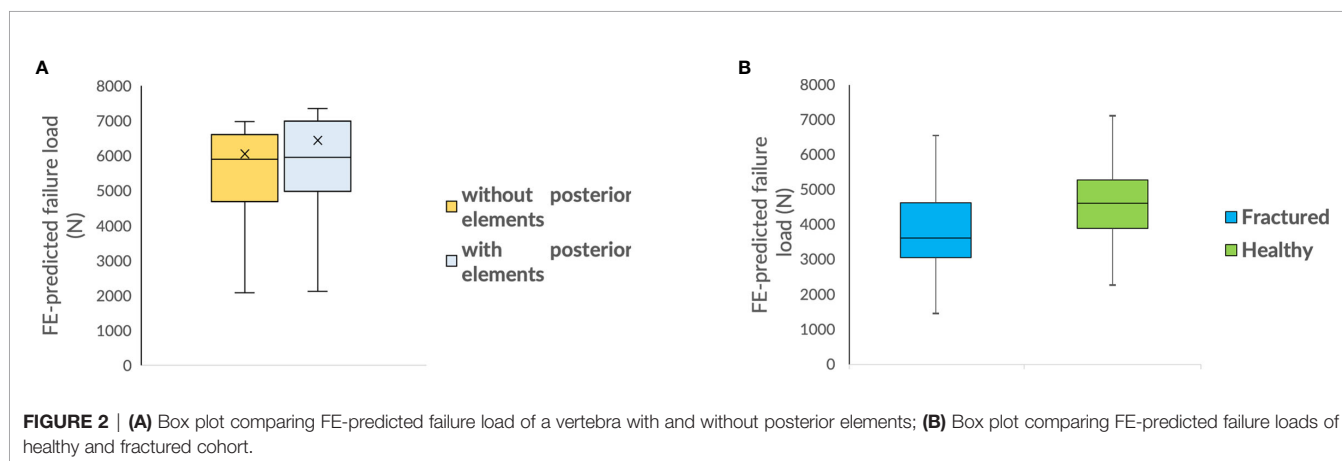 A
8000
7000
6000
5000
4000
3000
2000
1000
0
FE-predicted failure load
(N)
without posterior
elements
with posterior
elements
B
8000
7000
6000
5000
4000
3000
2000
1000
0
FE-predicted failure
load (N)
Fractured
Healthy
FIGURE 2 | (A) Box plot comparing FE-predicted failure load of a vertebra with and without posterior elements; (B) Box plot comparing FE-predicted failure loads of
healthy and fractured cohort.